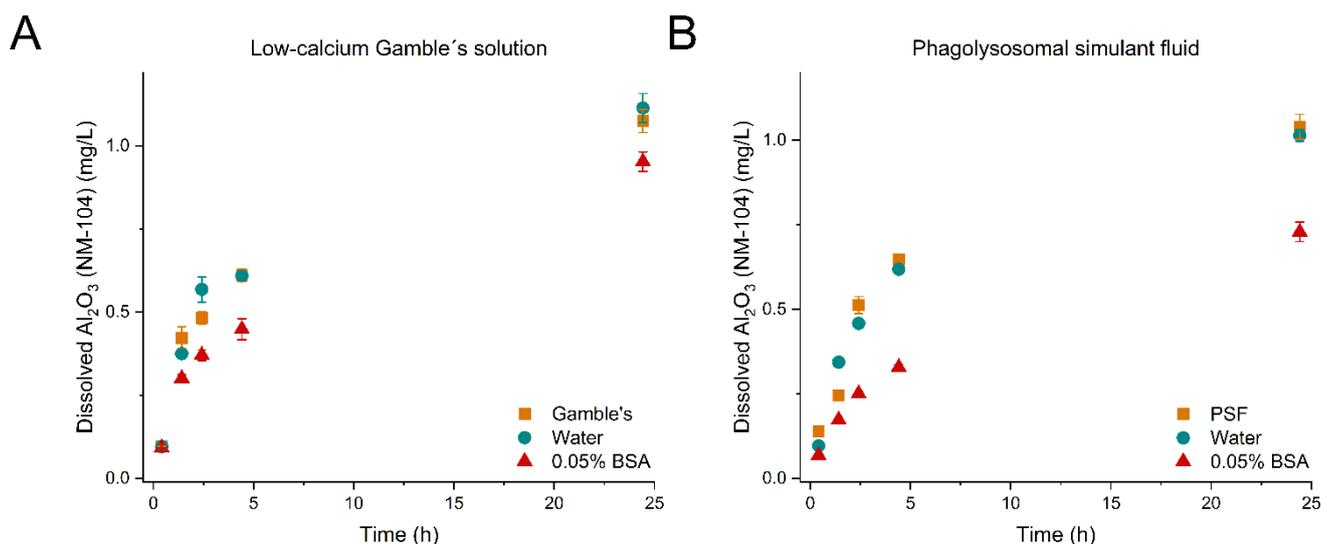 A
Low-calcium Gamble´s solution
Dissolved Al2O3 (NM-104) (mg/L)
1.0
0.5
0.0
0
5
10
15
20
25
Time (h)
Gamble's
Water
0.05% BSA
B
Phagolysosomal simulant fluid
Dissolved Al2O3 (NM-104) (mg/L)
1.0
0.5
0.0
0
5
10
15
20
25
Time (h)
PSF
Water
0.05% BSA